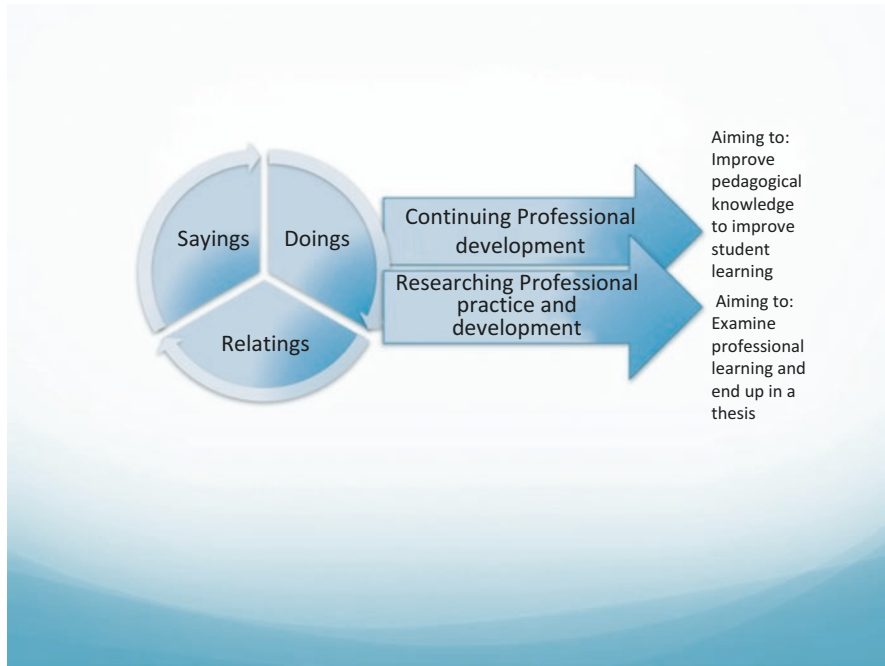 Sayings
Doings
Relatings
Continuing Professional
development
Researching Professional
practice and
development
Aiming to:
Improve
pedagogical
knowledge
to improve
student
learning
Aiming to:
Examine
professional
learning and
end up in a
thesis